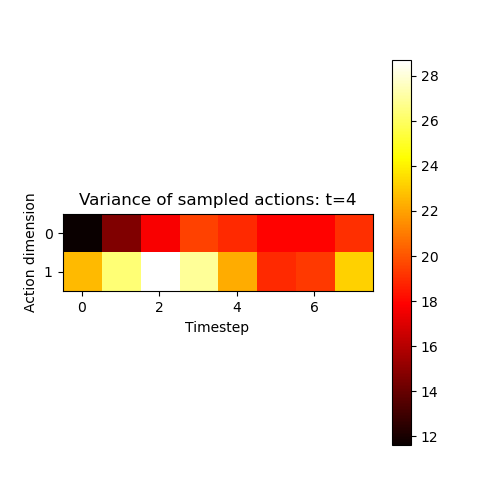 Variance of sampled actions: t=4
Action dimension
0
1
0 2 4 6
Timestep
28
26
24
22
20
18
16
14
12